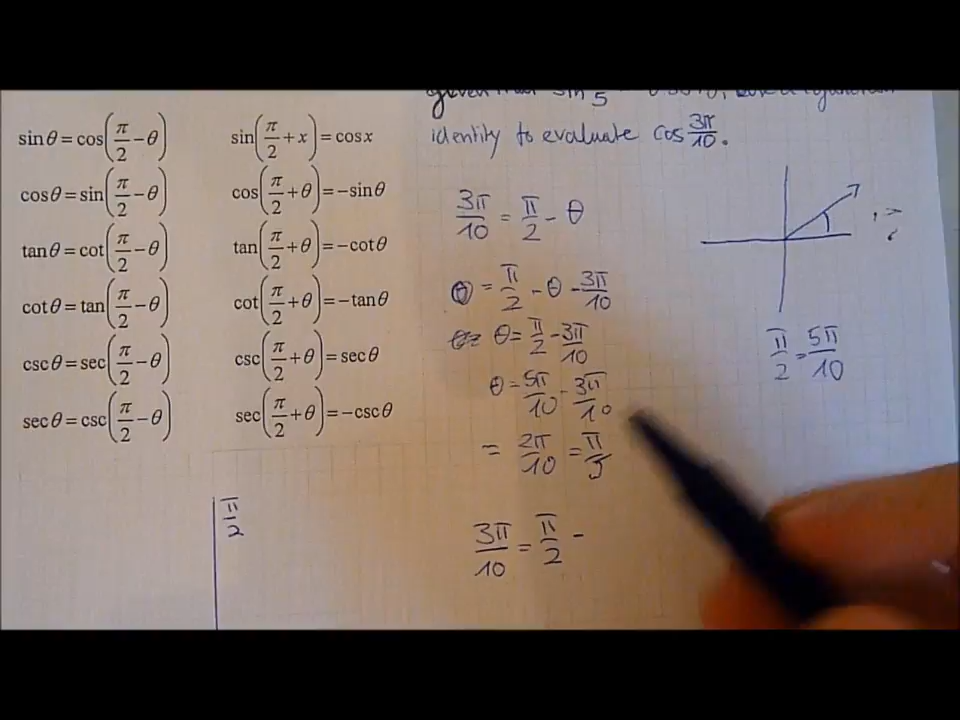 sin 5
identity to evaluate cos 3π/10.
sinθ = cos(π/2 − θ)
sin(π/2 + x) = cosx
cosθ = sin(π/2 − θ)
cos(π/2 + θ) = −sinθ
tanθ = cot(π/2 − θ)
tan(π/2 + θ) = −cotθ
cotθ = tan(π/2 − θ)
cot(π/2 + θ) = −tanθ
cscθ = sec(π/2 − θ)
csc(π/2 + θ) = secθ
secθ = csc(π/2 − θ)
sec(π/2 + θ) = −cscθ
3π/10 = π/2 − θ
θ = π/2 − θ − 3π/10
θ = π/2 − 3π/10
θ = 5π/10 − 3π/10
= 2π/10 = π/5
3π/10 = π/2 −
π/2 = 5π/10
π/2